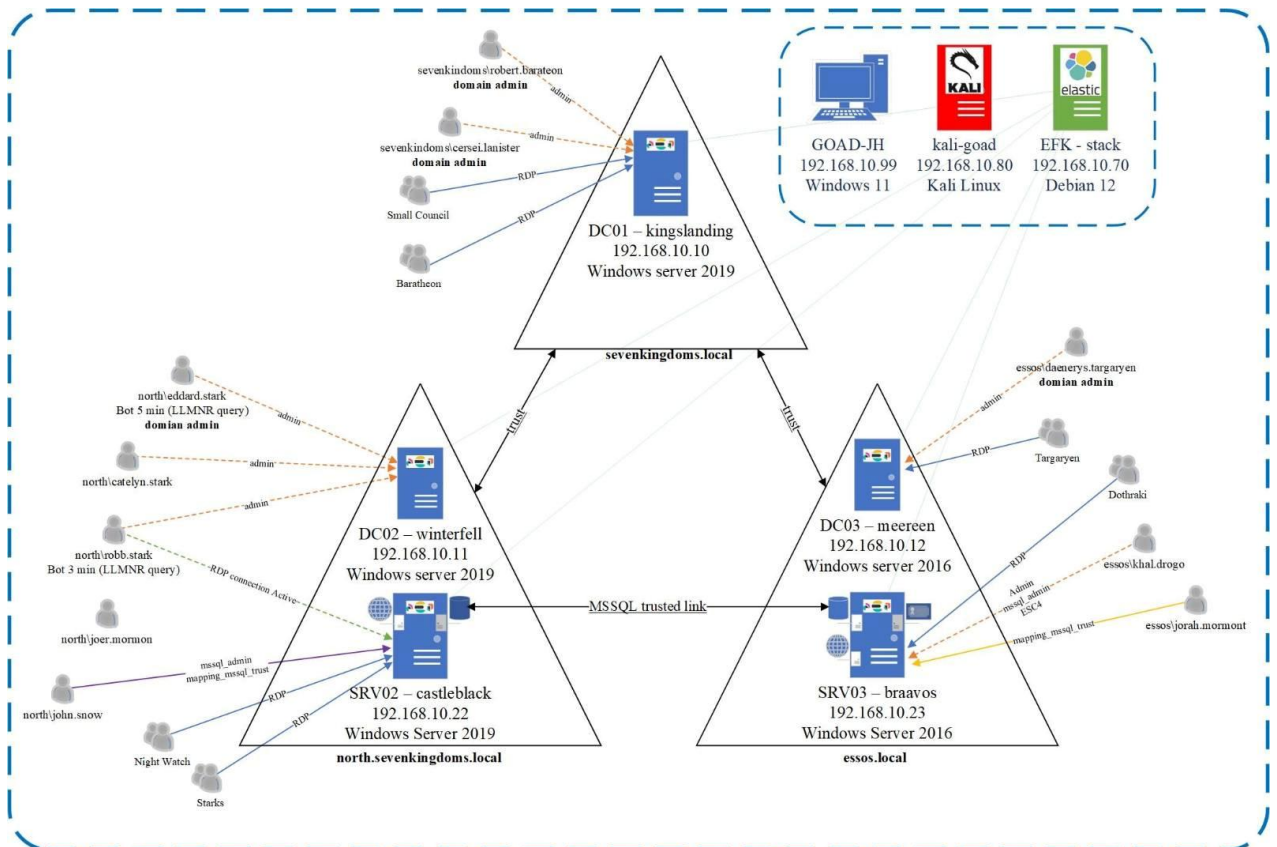 sevenkindoms\robert.barateon
domain admin
admin
sevenkindoms\cersei.lanister
domain admin
admin
Small Council
RDP
Baratheon
RDP
DC01 – kingslanding
192.168.10.10
Windows server 2019
sevenkingdoms.local
KALI
elastic
GOAD-JH
192.168.10.99
Windows 11
kali-goad
192.168.10.80
Kali Linux
EFK - stack
192.168.10.70
Debian 12
trust
trust
north\eddard.stark
Bot 5 min (LLMNR query)
domian admin
admin
north\catelyn.stark
admin
north\robb.stark
Bot 3 min (LLMNR query)
admin
RDP connection Active
north\joer.mormon
north\john.snow
mssql_admin
mapping_mssql_trust
Night Watch
RDP
Starks
RDP
DC02 – winterfell
192.168.10.11
Windows server 2019
SRV02 – castleblack
192.168.10.22
Windows Server 2019
north.sevenkingdoms.local
MSSQL trusted link
essos\daenerys.targaryen
domian admin
admin
Targaryen
RDP
Dothraki
RDP
essos\khal.drogo
Admin
mssql_admin
ESC4
essos\jorah.mormont
mapping_mssql_trust
DC03 – meereen
192.168.10.12
Windows server 2016
SRV03 – braavos
192.168.10.23
Windows Server 2016
essos.local